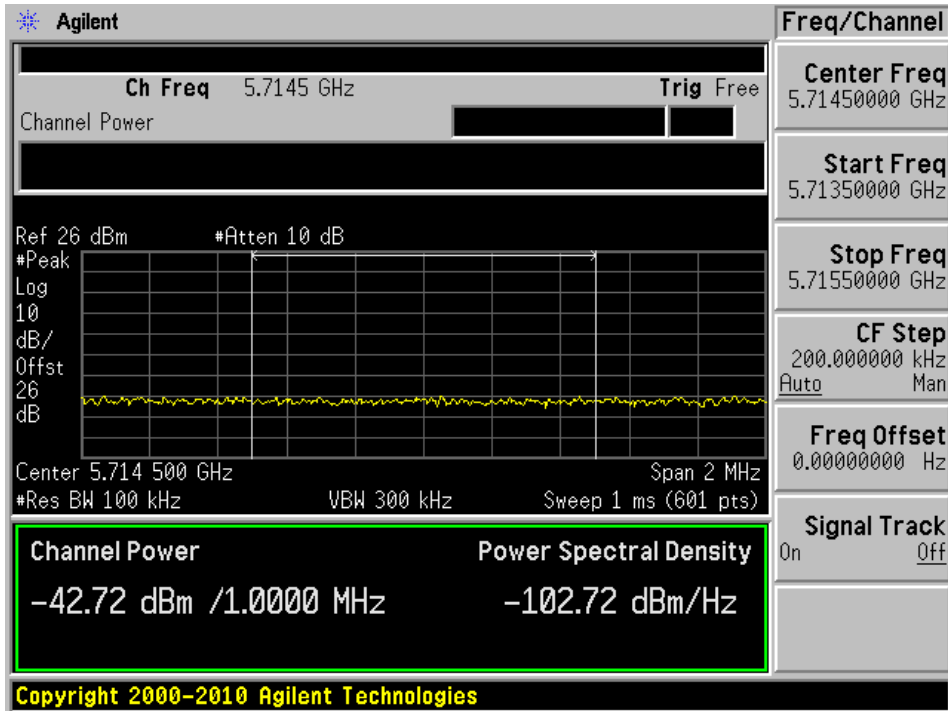 Agilent
Freq/Channel
Ch Freq 5.7145 GHz Trig Free
Channel Power
Ref 26 dBm #Atten 10 dB
#Peak
Log
10
dB/
Offst
26
dB
Center 5.714 500 GHz Span 2 MHz
#Res BW 100 kHz VBW 300 kHz Sweep 1 ms (601 pts)
Channel Power Power Spectral Density
-42.72 dBm /1.0000 MHz -102.72 dBm/Hz
Copyright 2000-2010 Agilent Technologies
Center Freq
5.71450000 GHz
Start Freq
5.71350000 GHz
Stop Freq
5.71550000 GHz
CF Step
200.000000 kHz
Auto Man
Freq Offset
0.00000000 Hz
Signal Track
On Off